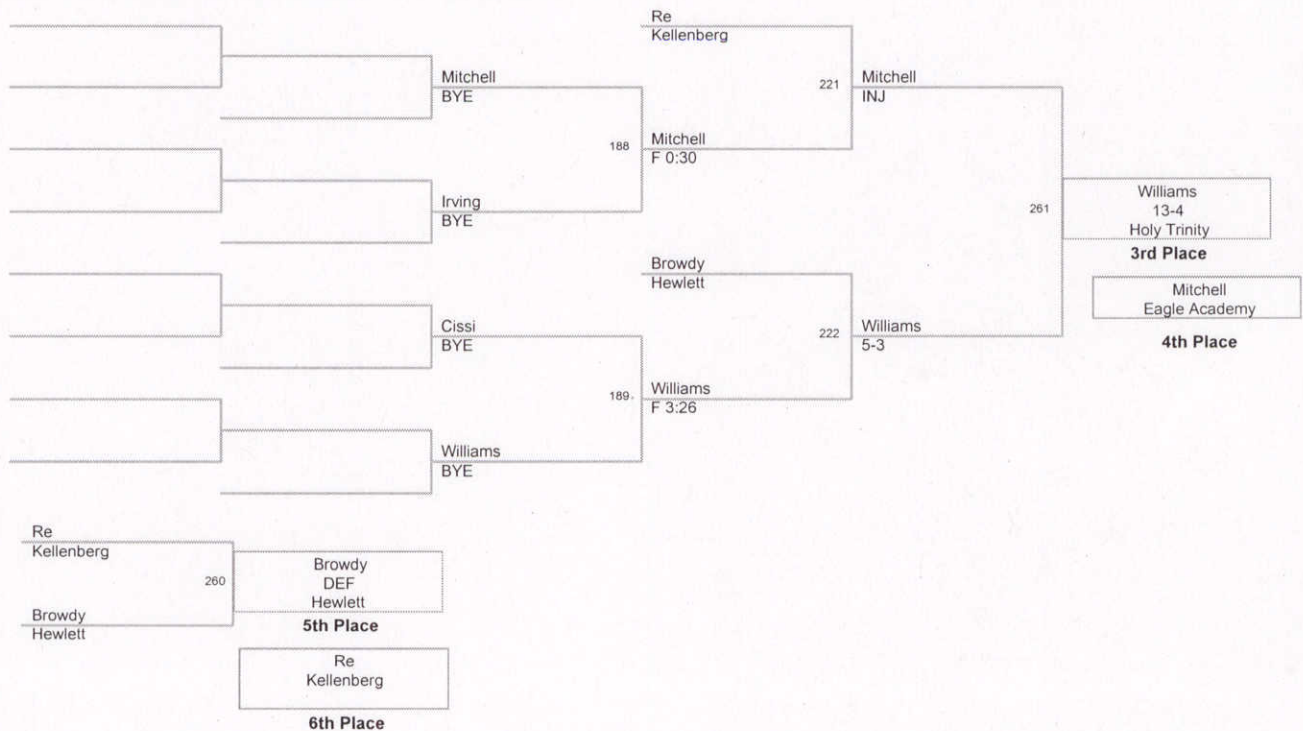 Re
Kellenberg
Mitchell
BYE
221
Mitchell
INJ
188
Mitchell
F 0:30
Irving
BYE
261
Williams
13-4
Holy Trinity
3rd Place
Browdy
Hewlett
Mitchell
Eagle Academy
4th Place
Cissi
BYE
222
Williams
5-3
189
Williams
F 3:26
Williams
BYE
Re
Kellenberg
260
Browdy
DEF
Hewlett
5th Place
Browdy
Hewlett
Re
Kellenberg
6th Place